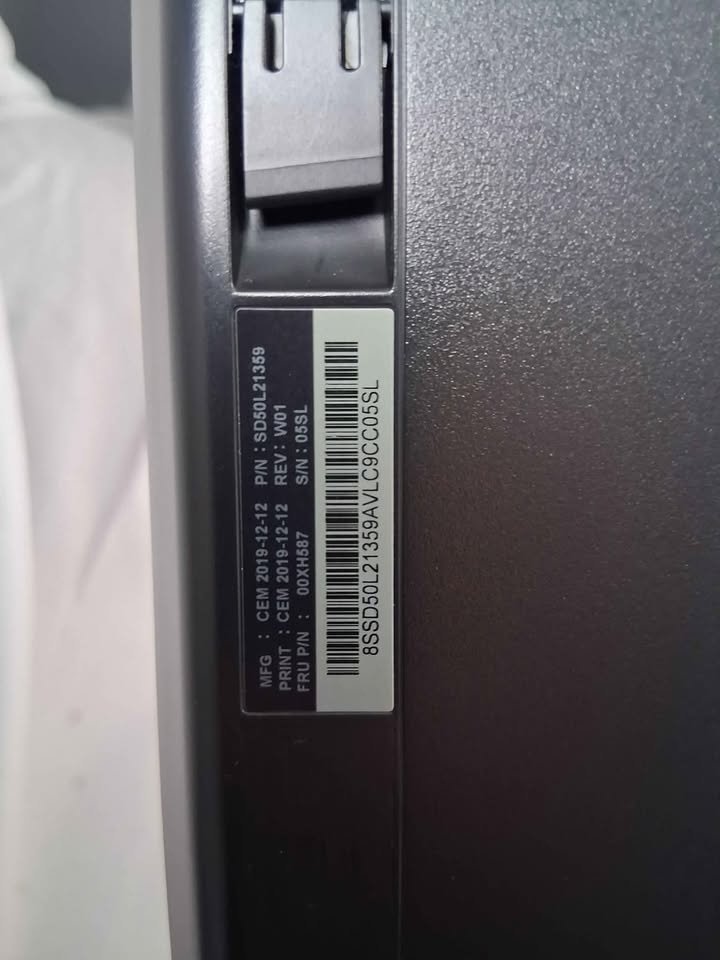 MFG : CEM 2019-12-12 P/N : SD50L21359
PRINT : CEM 2019-12-12 REV : W01
FRU P/N : 00XH587 S/N : 05SL
8SSD50L21359AVLC9CC05SL